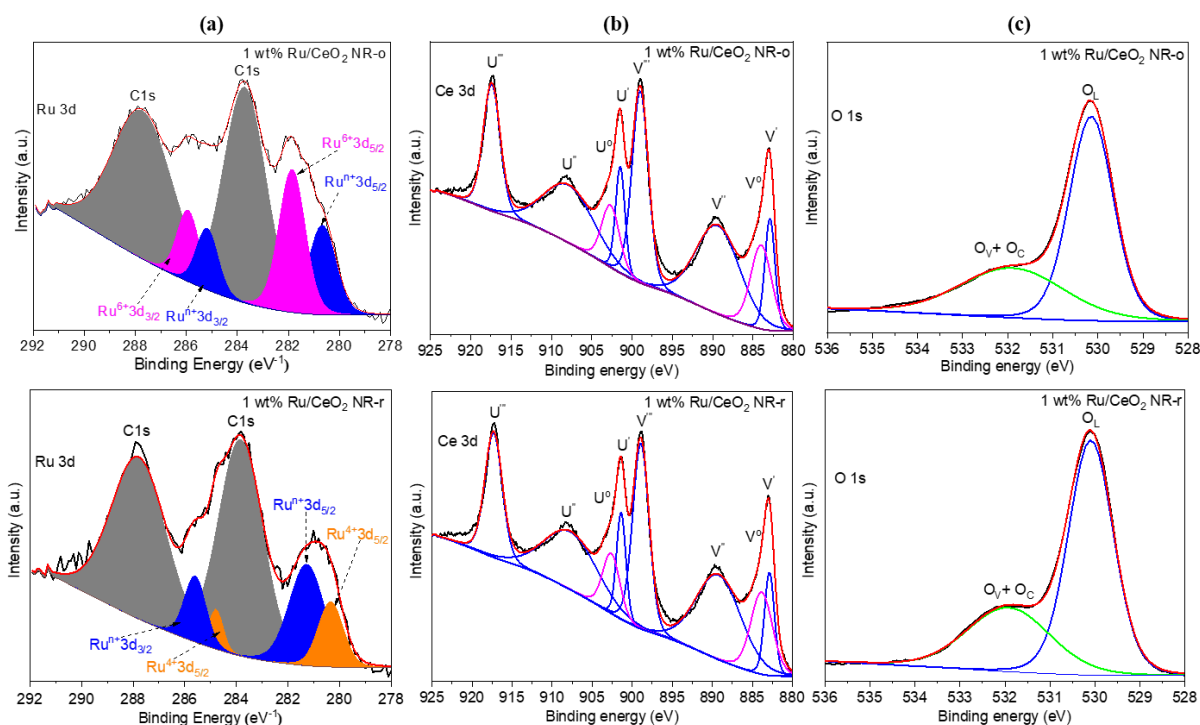 (a)
(b)
(c)
1 wt% Ru/CeO₂ NR-o
Ru 3d
C1s
C1s
Ru⁶⁺3d₅/₂
Ruⁿ⁺3d₅/₂
Ru⁶⁺3d₃/₂
Ruⁿ⁺3d₃/₂
Intensity (a.u.)
292 290 288 286 284 282 280 278
Binding Energy (eV⁻¹)
1 wt% Ru/CeO₂ NR-o
Ce 3d
U‴
U″
U⁰
U′
V‴
V″
V⁰
V′
Intensity (a.u.)
925 920 915 910 905 900 895 890 885 880
Binding energy (eV)
1 wt% Ru/CeO₂ NR-o
O 1s
O_L
O_V + O_C
Intensity (a.u.)
536 535 534 533 532 531 530 529 528
Binding energy (eV)
1 wt% Ru/CeO₂ NR-r
Ru 3d
C1s
C1s
Ruⁿ⁺3d₅/₂
Ru⁴⁺3d₅/₂
Ruⁿ⁺3d₃/₂
Ru⁴⁺3d₅/₂
Intensity (a.u.)
292 290 288 286 284 282 280 278
Binding Energy (eV⁻¹)
1 wt% Ru/CeO₂ NR-r
Ce 3d
U‴
U″
U⁰
U′
V‴
V″
V⁰
V′
Intensity (a.u.)
925 920 915 910 905 900 895 890 885 880
Binding energy (eV)
1 wt% Ru/CeO₂ NR-r
O 1s
O_L
O_V + O_C
Intensity (a.u.)
536 535 534 533 532 531 530 529 528
Binding energy (eV)